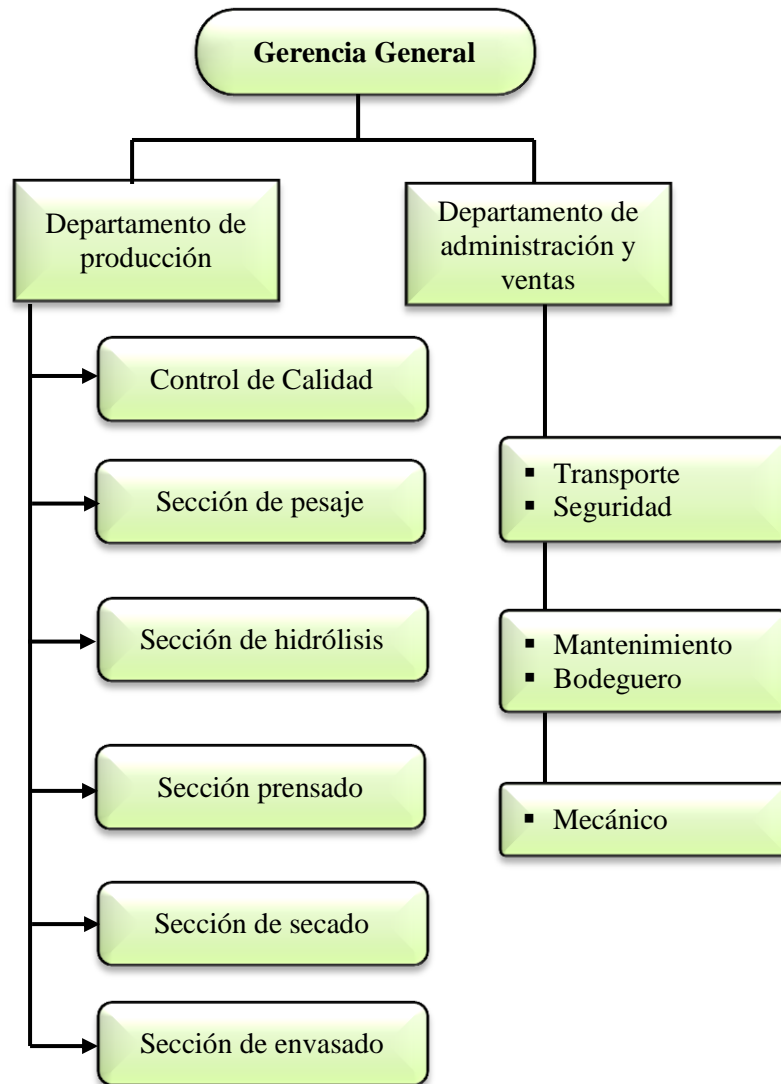 Gerencia General
Departamento de
producción
Departamento de
administración y
ventas
Control de Calidad
Sección de pesaje
Sección de hidrólisis
Sección prensado
Sección de secado
Sección de envasado
▪ Transporte
▪ Seguridad
▪ Mantenimiento
▪ Bodeguero
▪ Mecánico